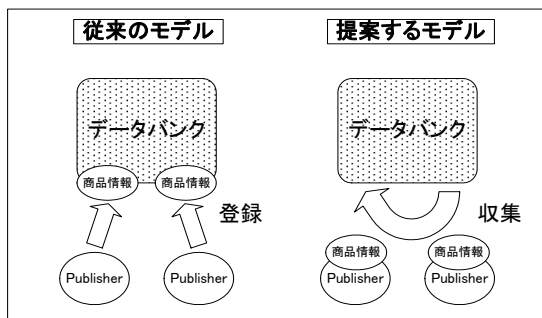 従来のモデル
提案するモデル
データバンク
データバンク
商品情報
商品情報
登録
収集
商品情報
商品情報
Publisher
Publisher
Publisher
Publisher